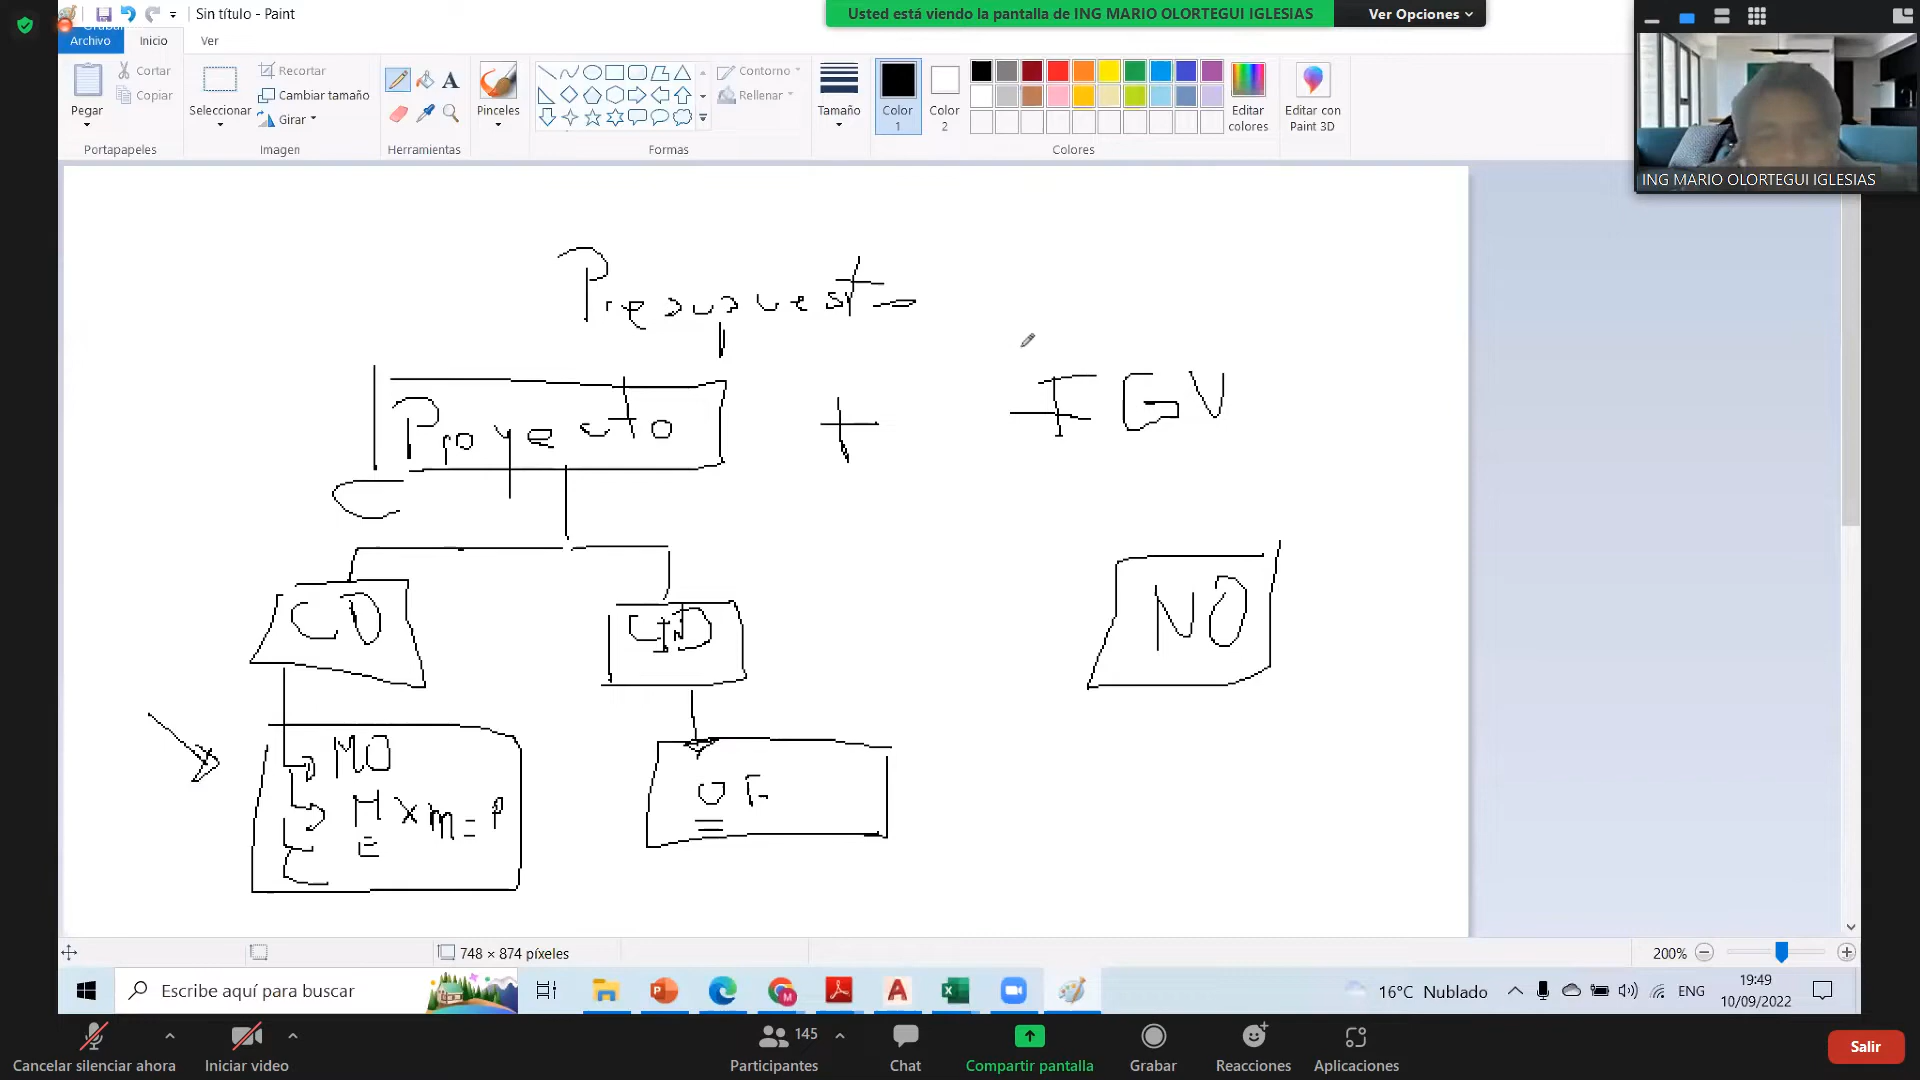 Sin título - Paint
Usted está viendo la pantalla de ING MARIO OLORTEGUI IGLESIAS
Ver Opciones
Archivo
Inicio
Ver
Pegar
Cortar
Copiar
Portapapeles
Seleccionar
Recortar
Cambiar tamaño
Girar
Imagen
Herramientas
Pinceles
Contorno
Rellenar
Formas
Tamaño
Color 1
Color 2
Editar colores
Editar con Paint 3D
Colores
ING MARIO OLORTEGUI IGLESIAS
Presupuesto
Proyecto + IGV
CD
CID
NO
MO
H x m = P
E
748 × 874 píxeles
200%
Escribe aquí para buscar
16°C Nublado
ENG
19:49
10/09/2022
Cancelar silenciar ahora
Iniciar video
145
Participantes
Chat
Compartir pantalla
Grabar
Reacciones
Aplicaciones
Salir